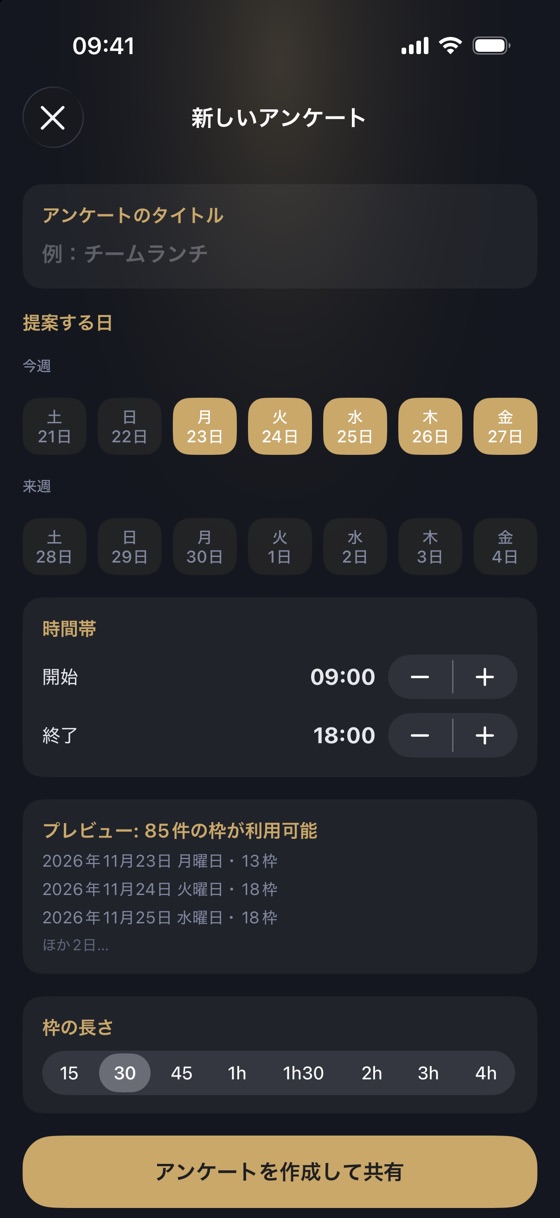 09:41
新しいアンケート
アンケートのタイトル
例：チームランチ
提案する日
今週
土 日 月 火 水 木 金
21日 22日 23日 24日 25日 26日 27日
来週
土 日 月 火 水 木 金
28日 29日 30日 1日 2日 3日 4日
時間帯
開始 09:00 − +
終了 18:00 − +
プレビュー: 85件の枠が利用可能
2026年11月23日 月曜日・13枠
2026年11月24日 火曜日・18枠
2026年11月25日 水曜日・18枠
ほか2日...
枠の長さ
15 30 45 1h 1h30 2h 3h 4h
アンケートを作成して共有